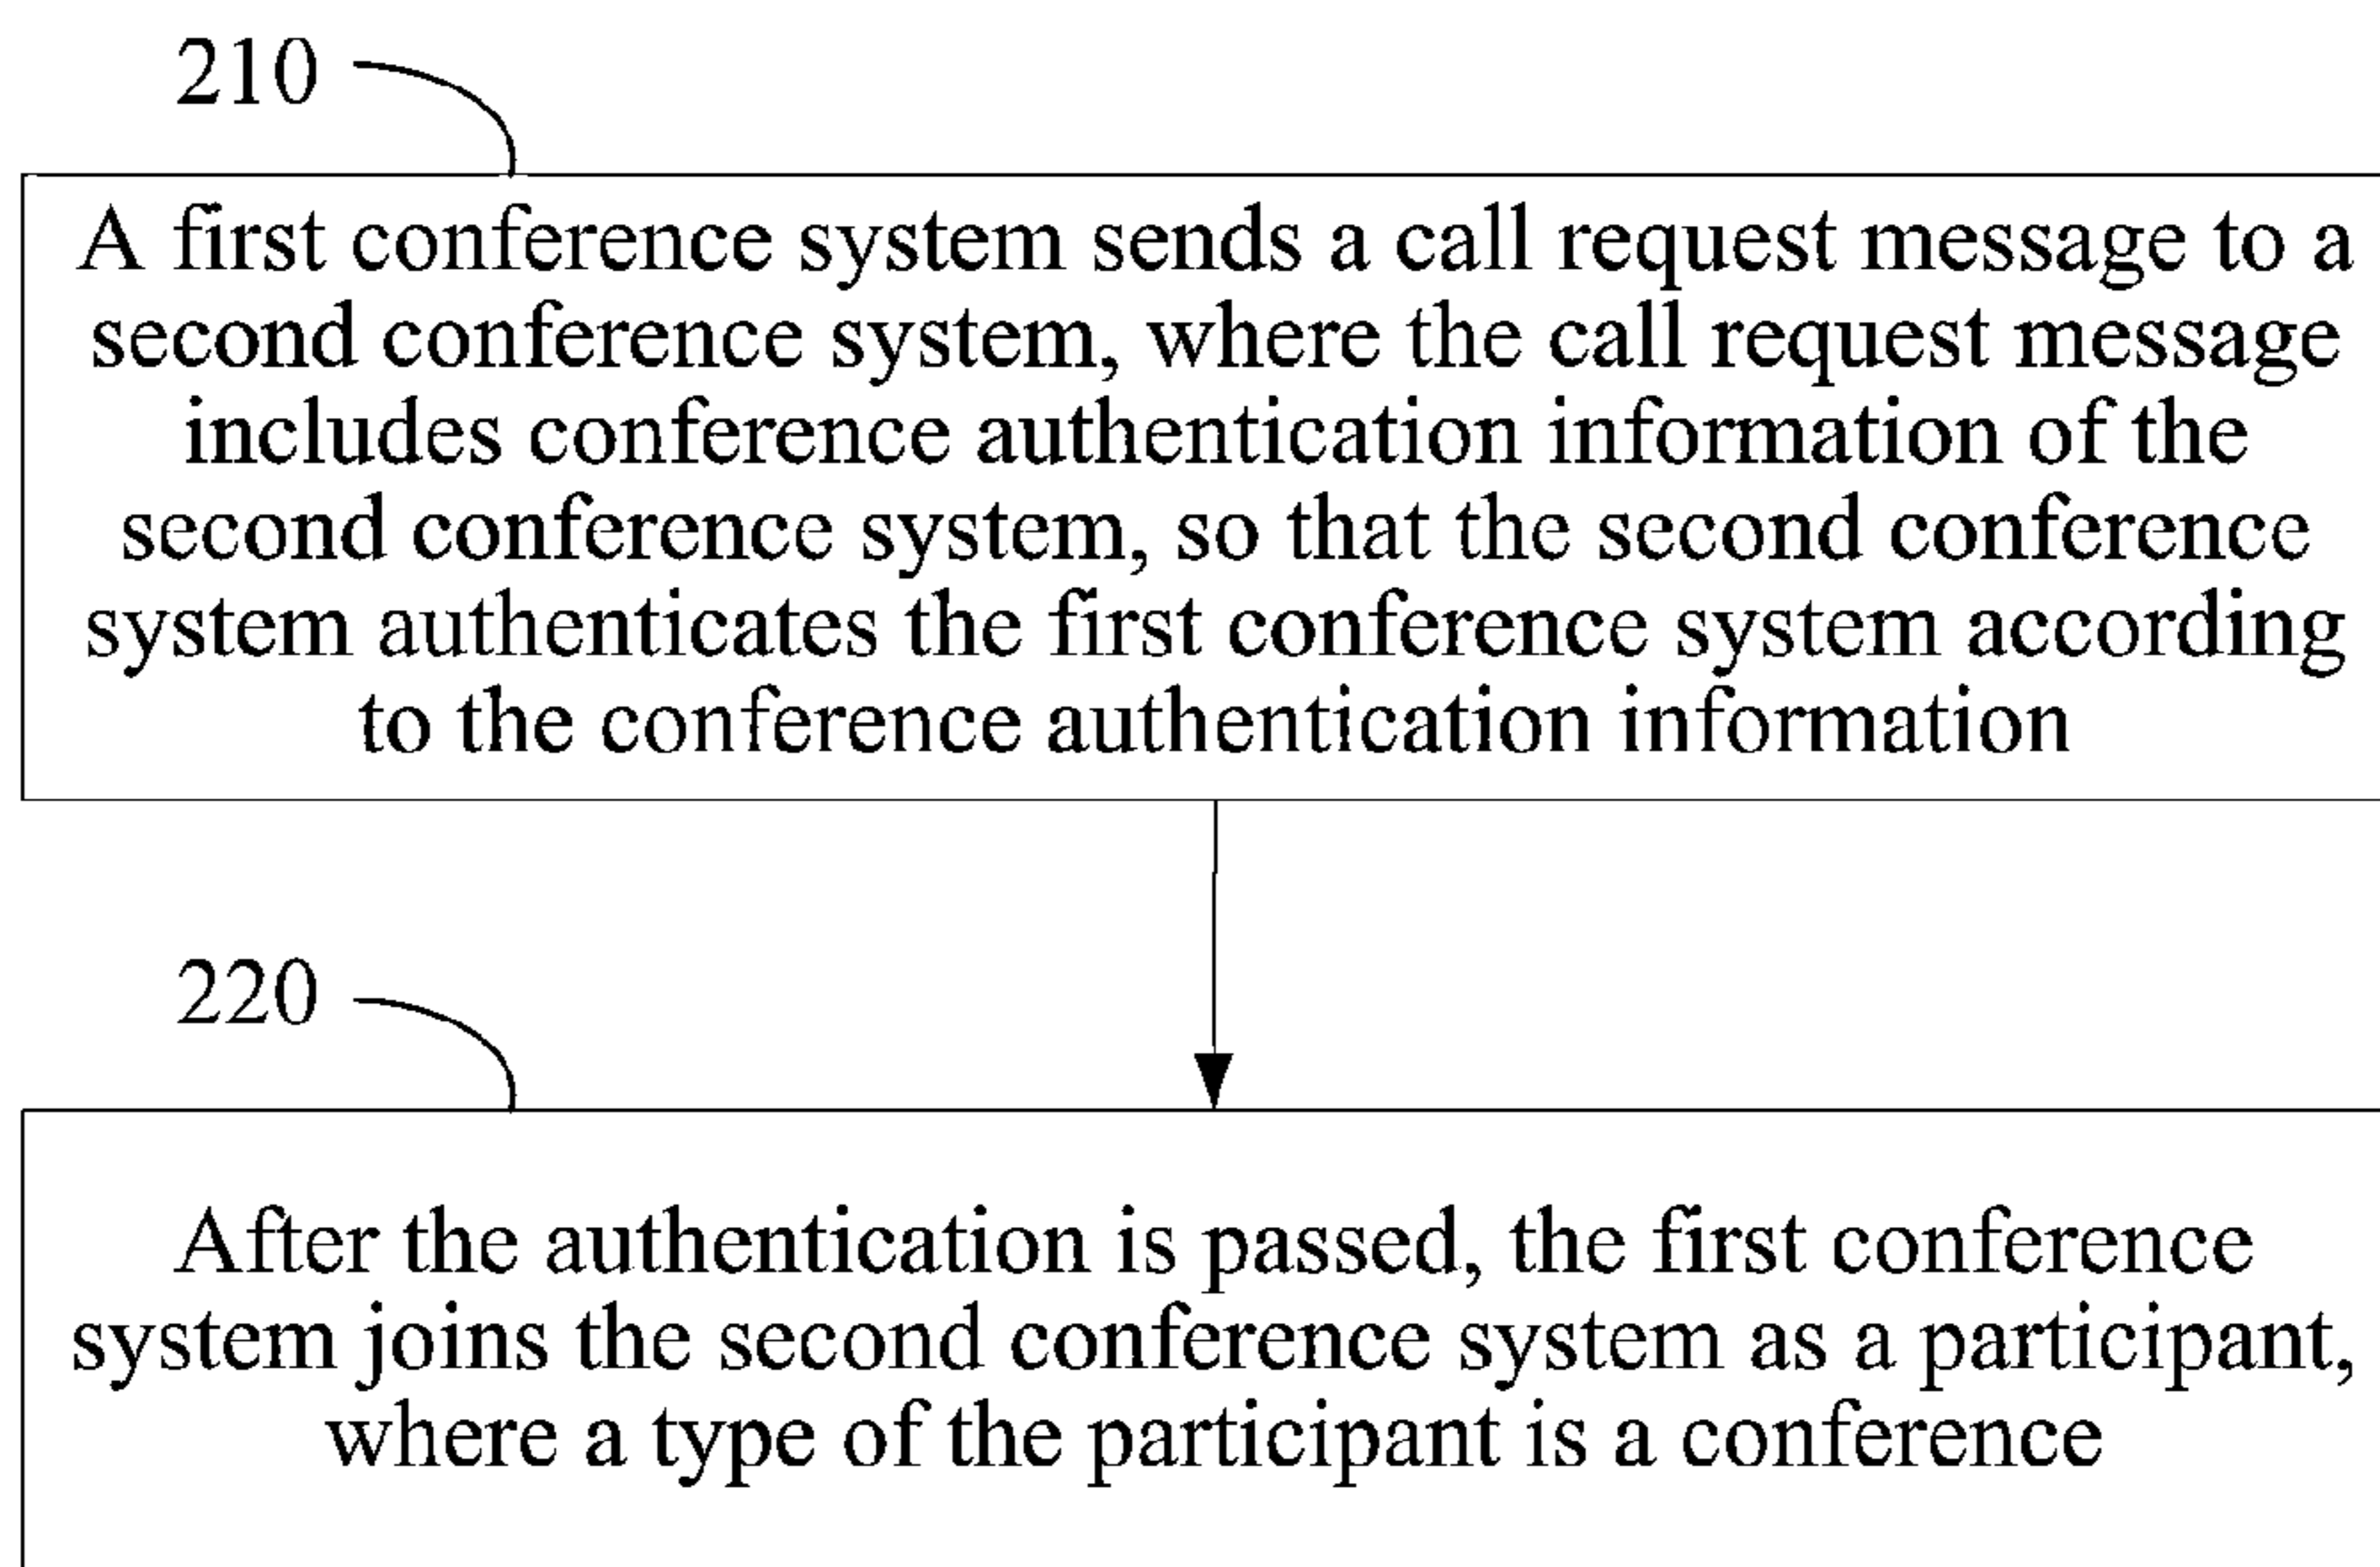 210
A first conference system sends a call request message to a
second conference system, where the call request message
includes conference authentication information of the
second conference system, so that the second conference
system authenticates the first conference system according
to the conference authentication information
220
After the authentication is passed, the first conference
system joins the second conference system as a participant,
where a type of the participant is a conference